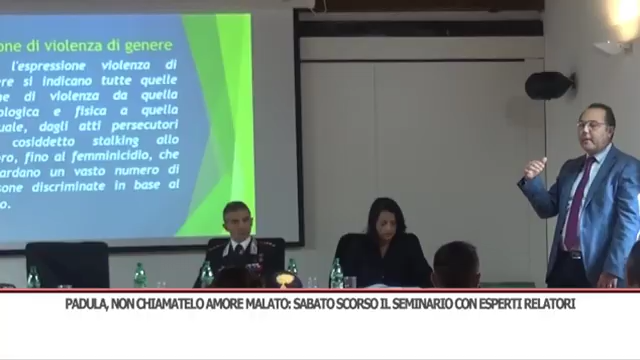 one di violenza di genere
l'espressione violenza di
ere si indicano tutte quelle
me di violenza da quella
ologica e fisica a quella
uale, dagli atti persecutori
cosiddetto stalking allo
ro, fino al femminicidio, che
ardano un vasto numero di
sone discriminate in base al
o.
PADULA, NON CHIAMATELO AMORE MALATO: SABATO SCORSO IL SEMINARIO CON ESPERTI RELATORI